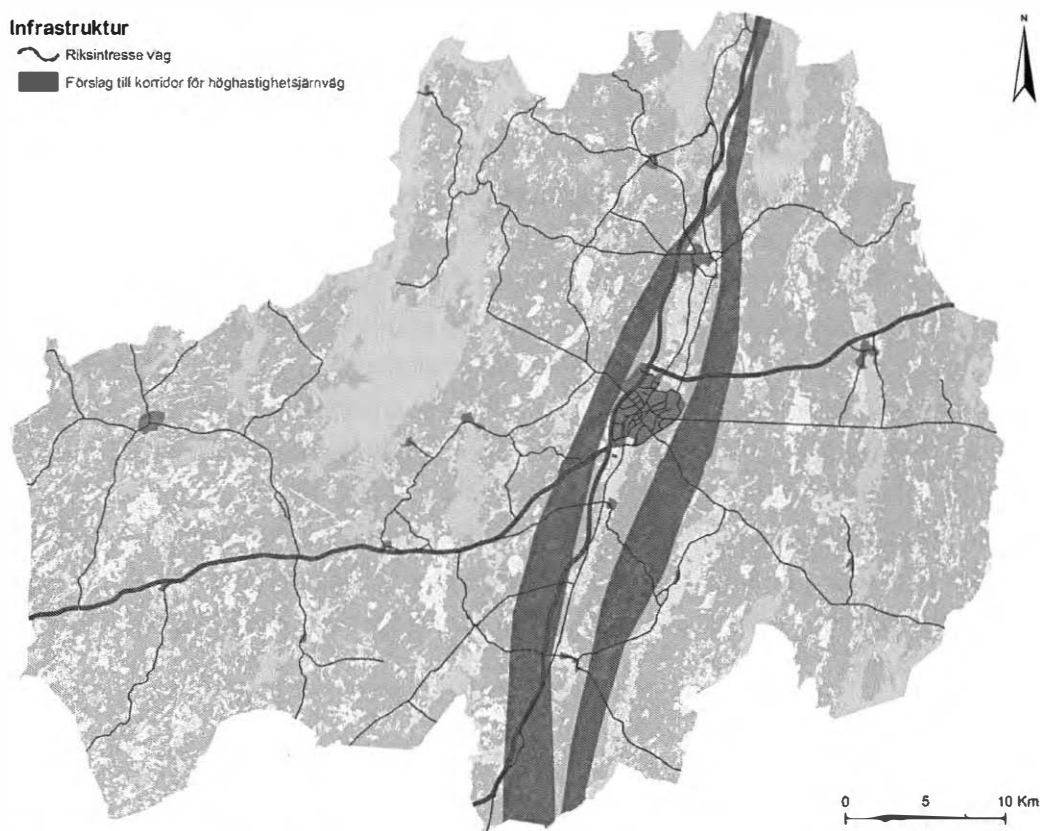 Infrastruktur
Riksintresse väg
Förslag till korridor för höghastighetsjärnväg
N
0 5 10 Km